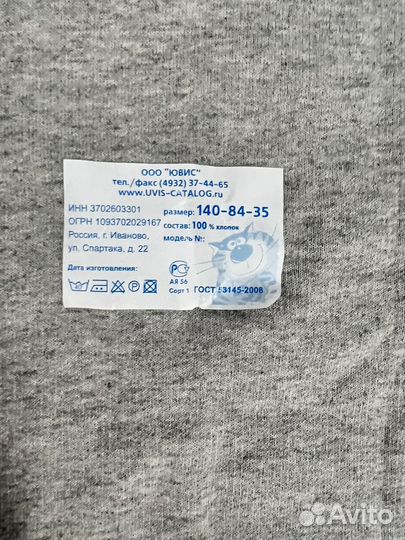 ООО "ЮВИС"
тел./факс (4932) 37-44-65
www.UVIS-CATALOG.ru
ИНН 3702603301
ОГРН 1093702029167
Россия, г. Иваново,
ул. Спартака, д. 22
размер: 140-84-35
состав: 100 % хлопок
модель №:
Дата изготовления:
АЯ 56
Сорт 1 ГОСТ 53145-2008
Avito